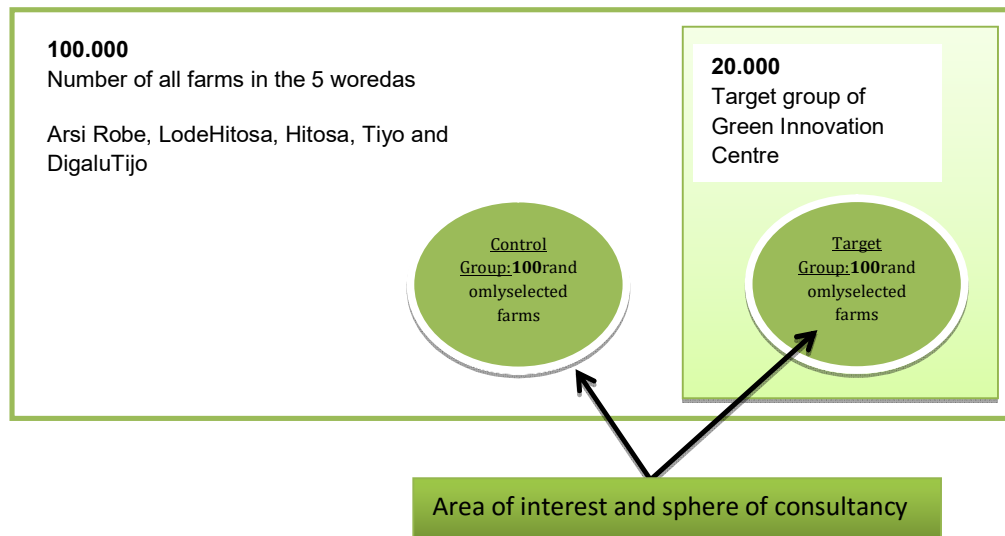 100.000
Number of all farms in the 5 woredas
Arsi Robe, LodeHitosa, Hitosa, Tiyo and
DigaluTijo
20.000
Target group of
Green Innovation
Centre
Control
Group:100rand
omlyselected
farms
Target
Group:100rand
omlyselected
farms
Area of interest and sphere of consultancy